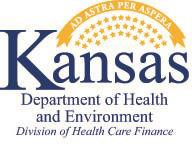 AD ASTRA PER ASPERA
Kansas
Department of Health
and Environment
Division of Health Care Finance